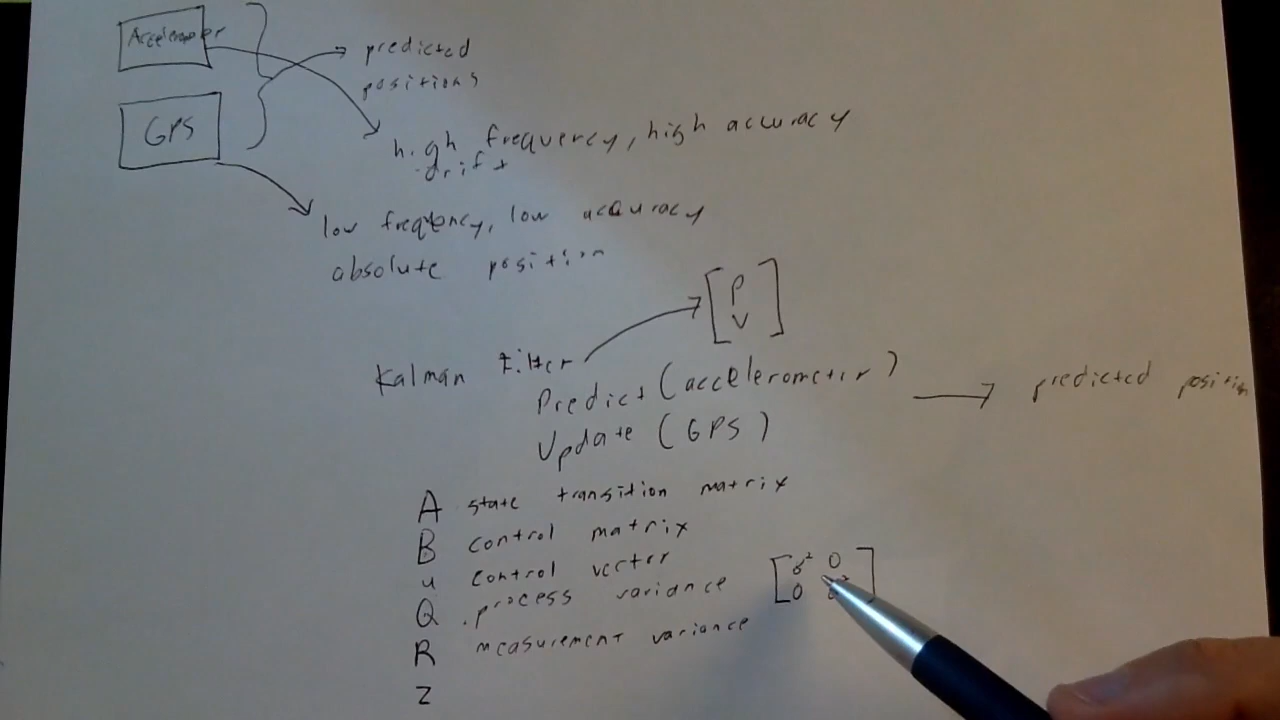 Accelerometer
predicted
positions
GPS
high frequency, high accuracy
drift
low frequency, low accuracy
absolute position
[P
V]
Kalman Filter
Predict (accelerometer) → predicted position
Update (GPS)
A state transition matrix
B control matrix
u control vector
Q process variance
[σ² 0
0 σ²]
R measurement variance
Z